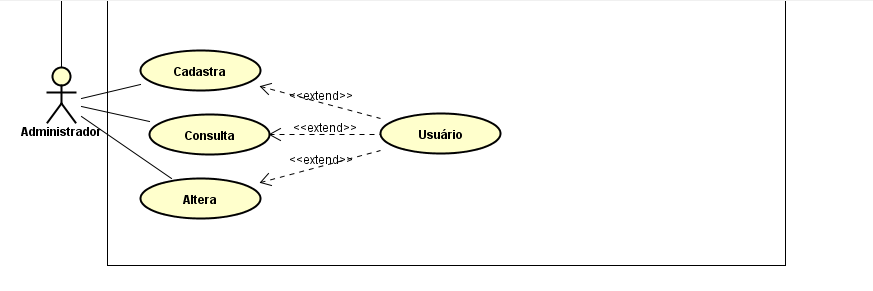 Cadastra
<<extend>>
Administrador
Consulta
<<extend>>
Usuário
<<extend>>
Altera